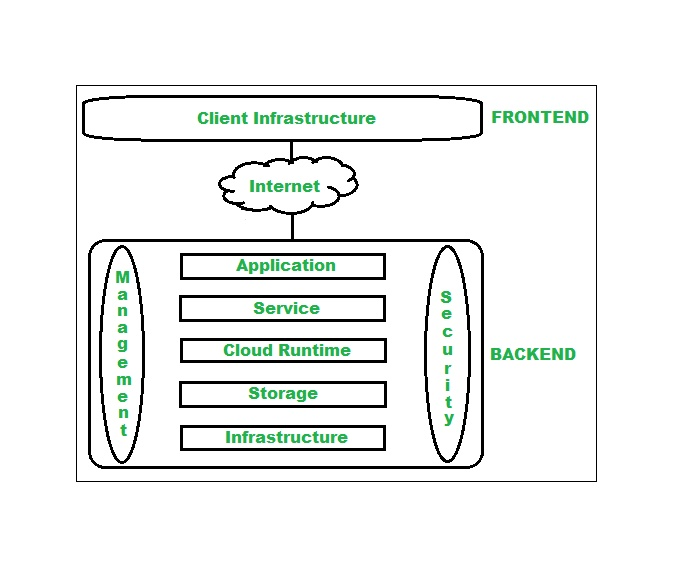 Client Infrastructure
FRONTEND
Internet
Application
Service
Cloud Runtime
Storage
Infrastructure
Management
Security
BACKEND